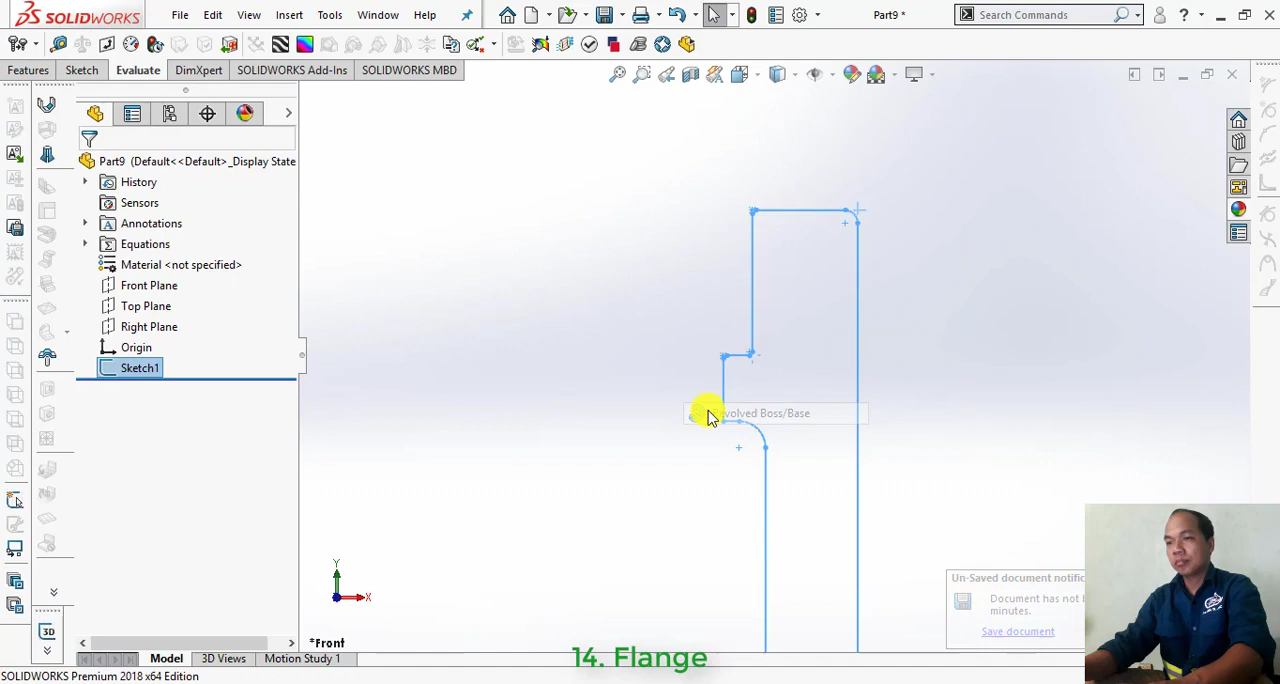 SOLIDWORKS
File
Edit
View
Insert
Tools
Window
Help
Part9 *
Search Commands
?
Features
Sketch
Evaluate
DimXpert
SOLIDWORKS Add-Ins
SOLIDWORKS MBD
Part9 (Default<<Default>_Display State
History
Sensors
Annotations
Equations
Material <not specified>
Front Plane
Top Plane
Right Plane
Origin
Sketch1
Revolved Boss/Base
Y
X
*Front
Un-Saved document notific
Document has not b
minutes.
Save document
3D
Model
3D Views
Motion Study 1
14. Flange
SOLIDWORKS Premium 2018 x64 Edition